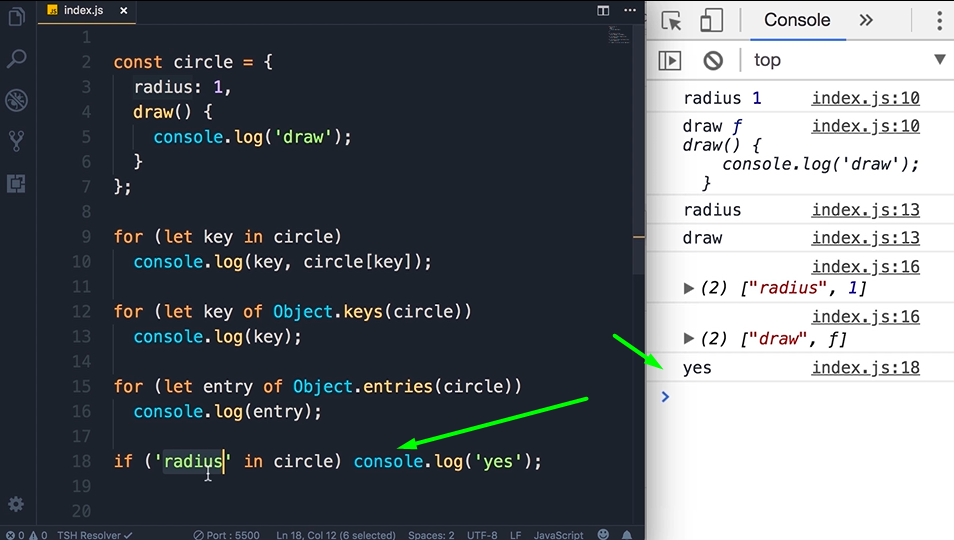 index.js
1
2 const circle = {
3 radius: 1,
4 draw() {
5 console.log('draw');
6 }
7 };
8
9 for (let key in circle)
10 console.log(key, circle[key]);
11
12 for (let key of Object.keys(circle))
13 console.log(key);
14
15 for (let entry of Object.entries(circle))
16 console.log(entry);
17
18 if ('radius' in circle) console.log('yes');
19
20
0 0 TSH Resolver Port : 5500 Ln 18, Col 12 (6 selected) Spaces: 2 UTF-8 LF JavaScript
Console
top
radius 1 index.js:10
draw ƒ index.js:10
draw() {
console.log('draw');
}
radius index.js:13
draw index.js:13
index.js:16
(2) ["radius", 1]
index.js:16
(2) ["draw", ƒ]
yes index.js:18